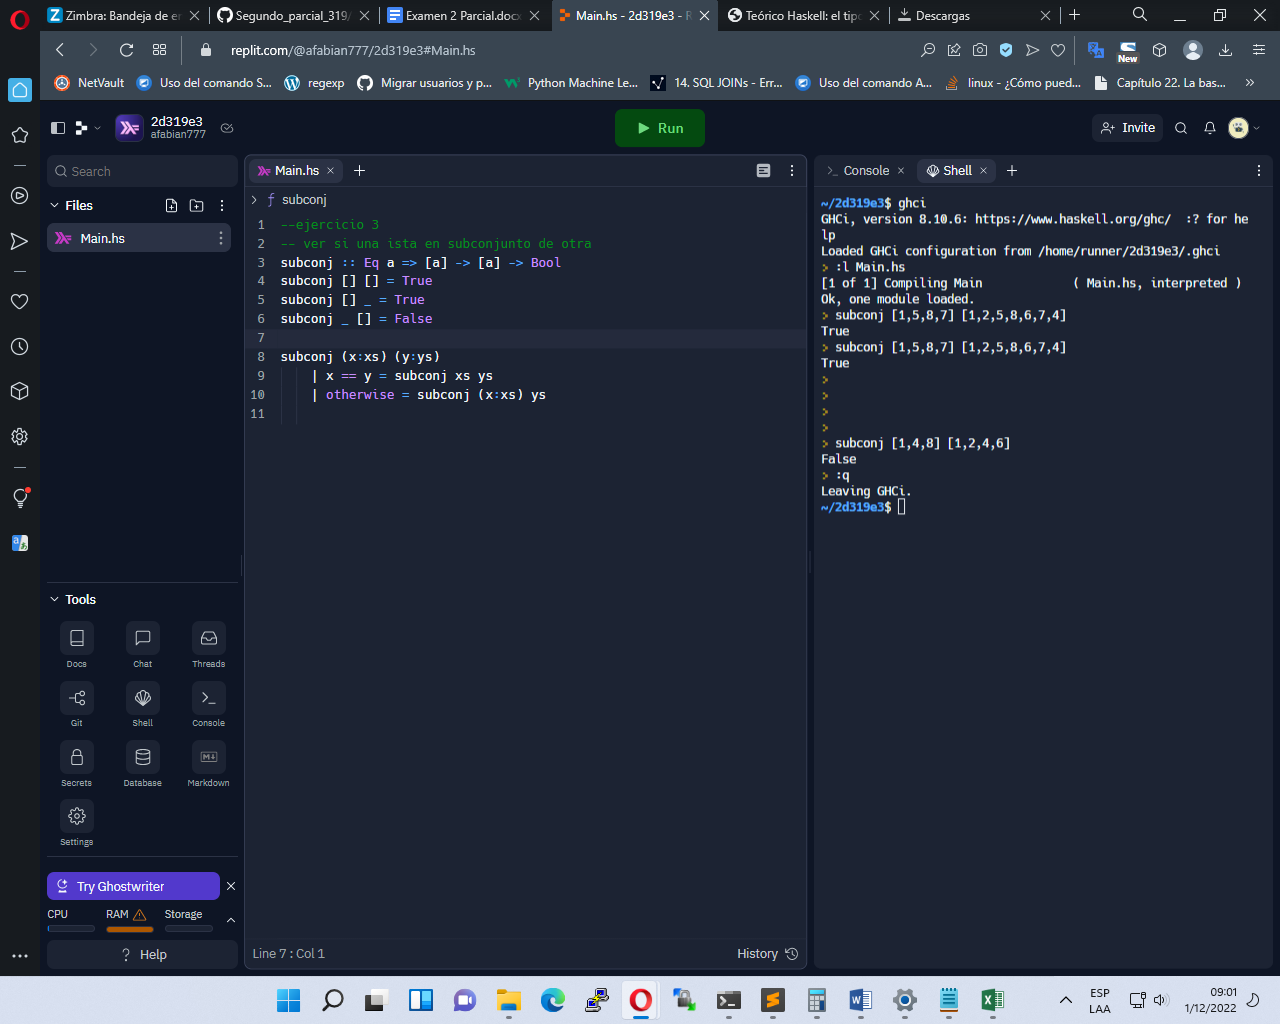 Zimbra: Bandeja de en
Segundo_parcial_319/
Examen 2 Parcial.docx
Main.hs - 2d319e3 - R
Teórico Haskell: el tipo
Descargas
replit.com/@afabian777/2d319e3#Main.hs
New
NetVault
Uso del comando S...
regexp
Migrar usuarios y p...
Python Machine Le...
14. SQL JOINs - Err...
Uso del comando A...
linux - ¿Cómo pued...
Capítulo 22. La bas...
2d319e3
afabian777
Run
Invite
Search
Files
Main.hs
Main.hs
subconj
1 --ejercicio 3
2 -- ver si una ista en subconjunto de otra
3 subconj :: Eq a => [a] -> [a] -> Bool
4 subconj [] [] = True
5 subconj [] _ = True
6 subconj _ [] = False
7
8 subconj (x:xs) (y:ys)
9 | x == y = subconj xs ys
10 | otherwise = subconj (x:xs) ys
11
Line 7 : Col 1
History
Console
Shell
~/2d319e3$ ghci
GHCi, version 8.10.6: https://www.haskell.org/ghc/  :? for he
lp
Loaded GHCi configuration from /home/runner/2d319e3/.ghci
> :l Main.hs
[1 of 1] Compiling Main             ( Main.hs, interpreted )
Ok, one module loaded.
> subconj [1,5,8,7] [1,2,5,8,6,7,4]
True
> subconj [1,5,8,7] [1,2,5,8,6,7,4]
True
>
>
>
>
> subconj [1,4,8] [1,2,4,6]
False
> :q
Leaving GHCi.
~/2d319e3$
Tools
Docs
Chat
Threads
Git
Shell
Console
Secrets
Database
Markdown
Settings
Try Ghostwriter
CPU
RAM
Storage
? Help
ESP
LAA
09:01
1/12/2022